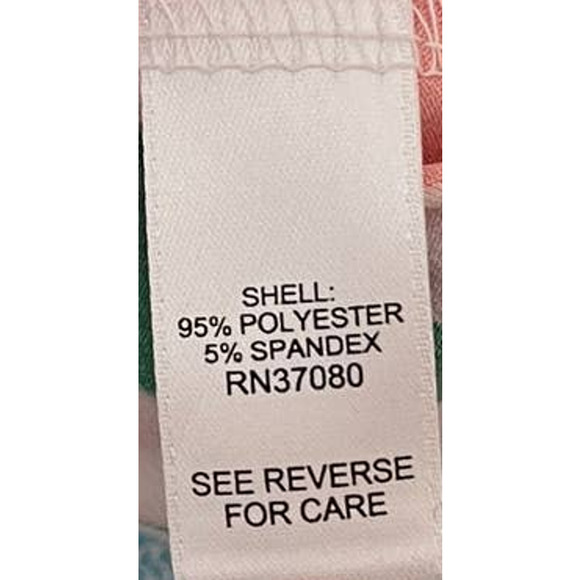 SHELL:
95% POLYESTER
5% SPANDEX
RN37080
SEE REVERSE
FOR CARE